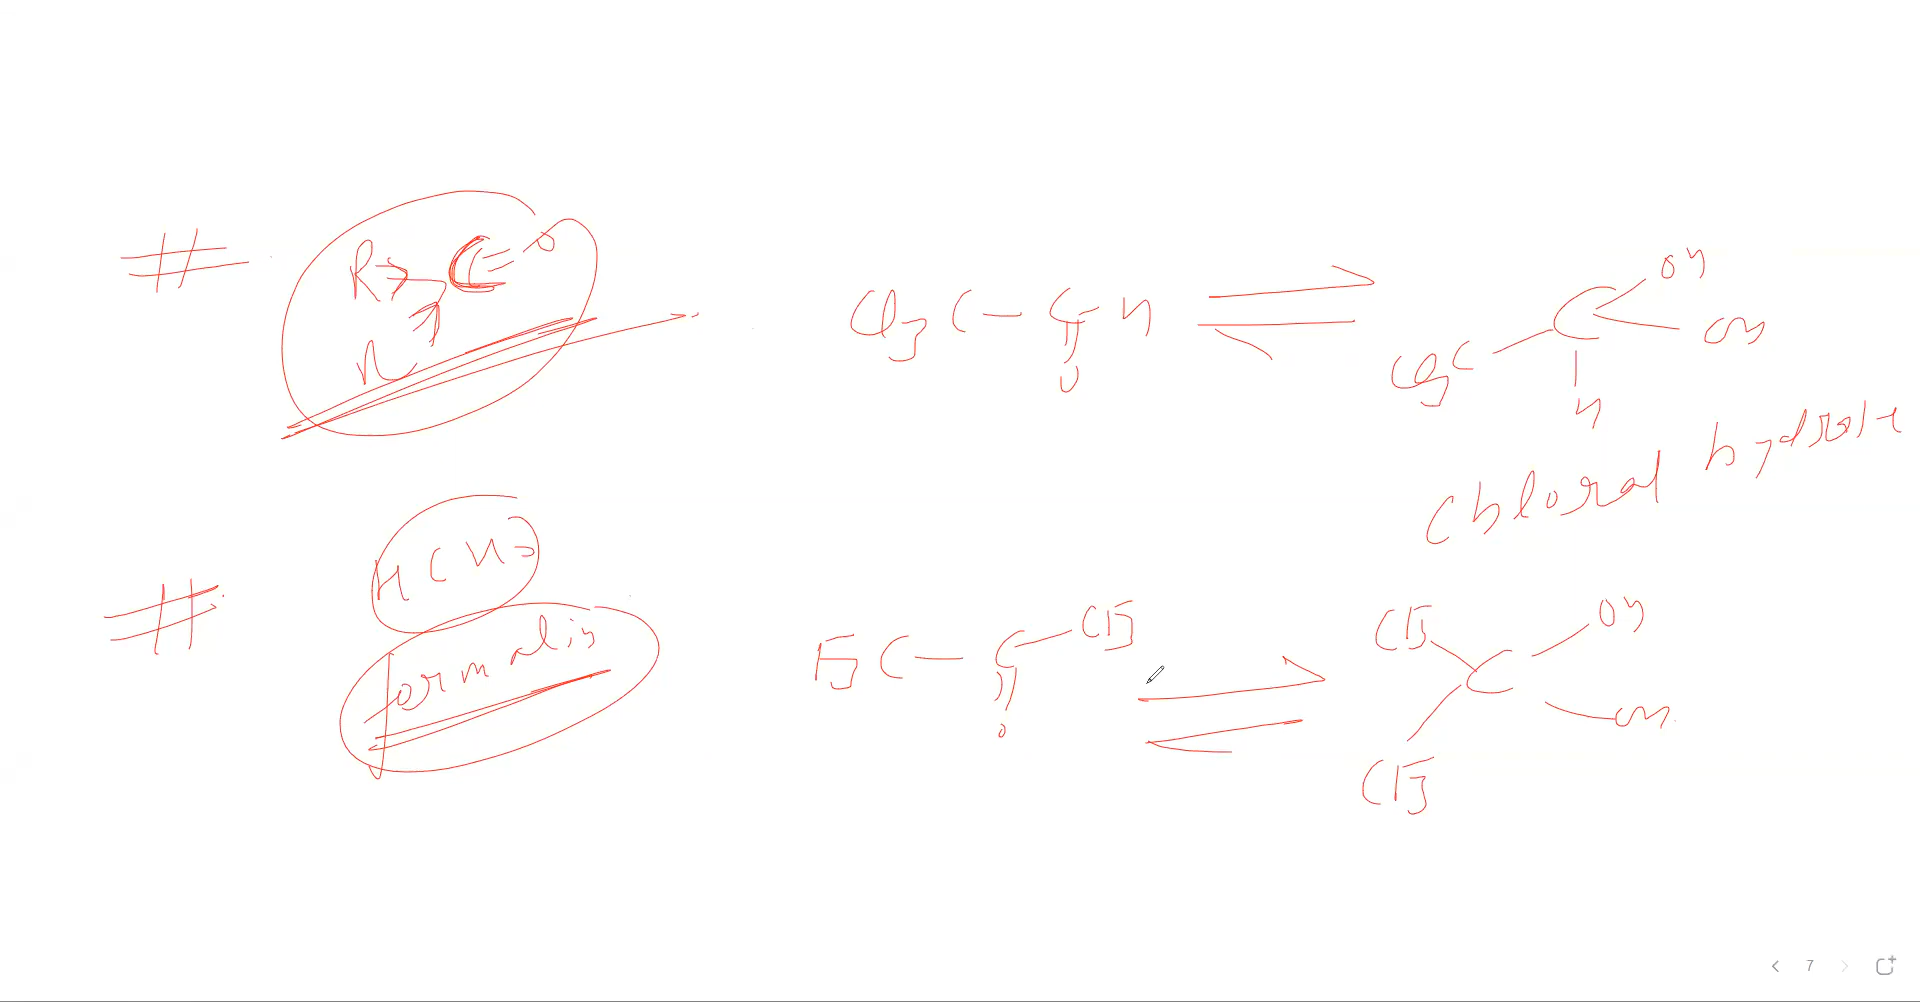 # R C=O
H
Cl3C – C – H
O
OH
OH
Cl3C C
H
chloral hydrate
# HCHO
formalin
F3C – C – CF3
O
CF3 C OH
OH
CF3
7